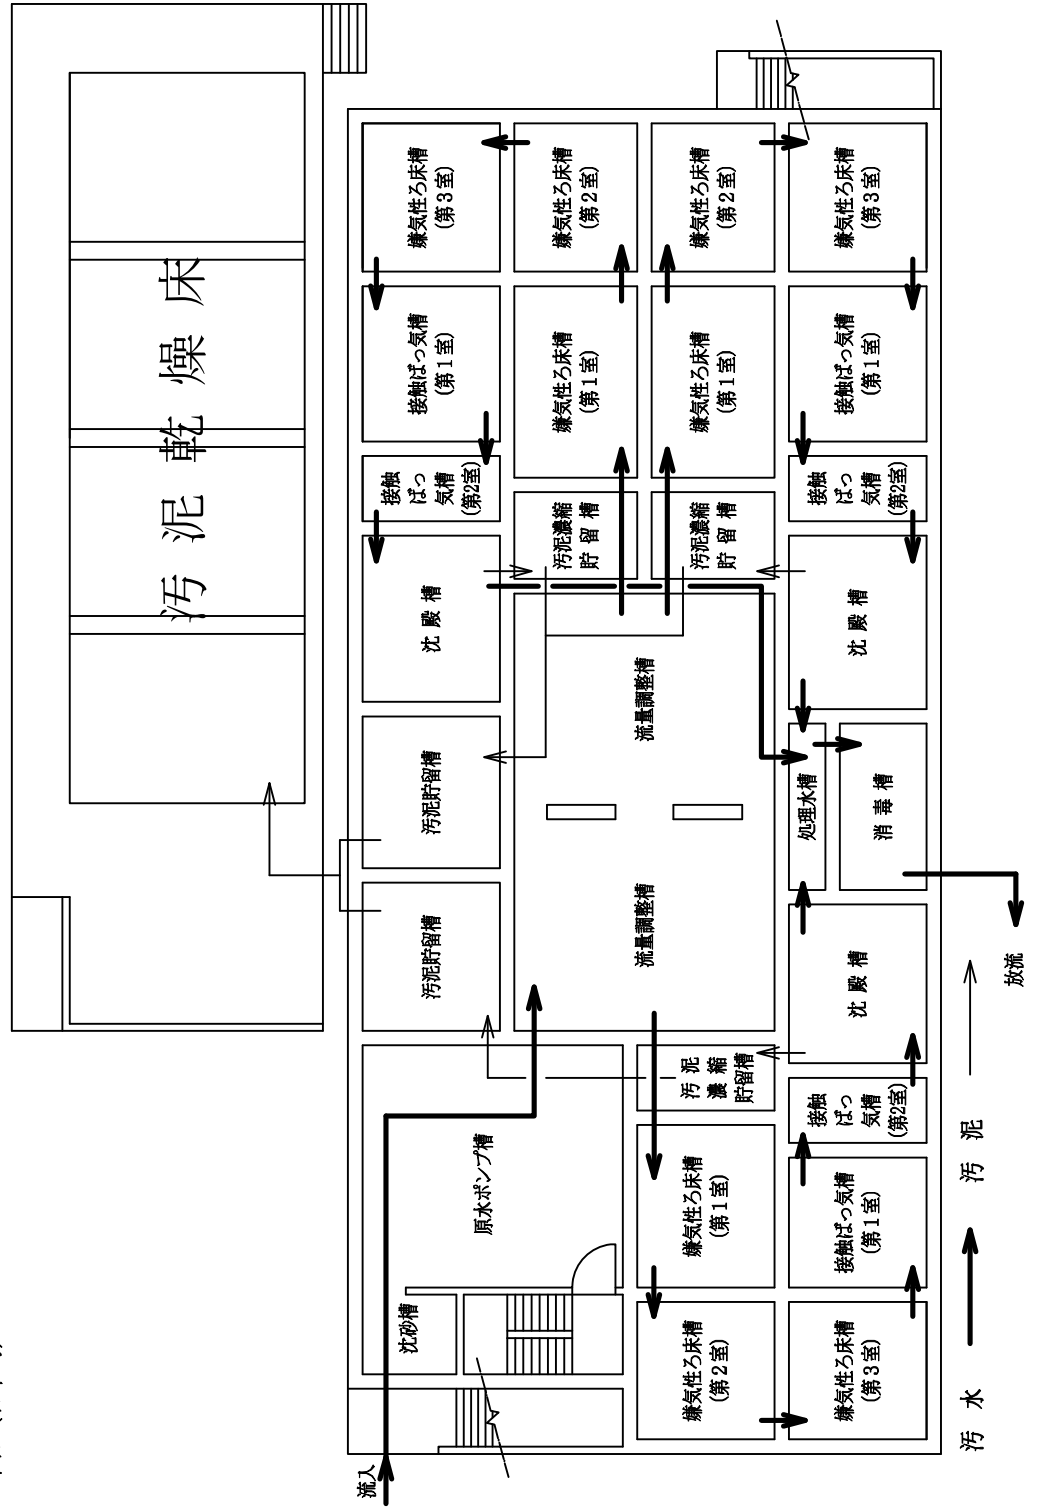 汚泥乾燥床
嫌気性ろ床槽
(第３室)
嫌気性ろ床槽
(第２室)
嫌気性ろ床槽
(第２室)
嫌気性ろ床槽
(第３室)
接触ばっ気槽
(第１室)
嫌気性ろ床槽
(第１室)
嫌気性ろ床槽
(第１室)
接触ばっ気槽
(第１室)
接触
ばっ
気槽
(第2室)
汚泥濃縮
貯留槽
汚泥濃縮
貯留槽
接触
ばっ
気槽
(第2室)
沈殿槽
流量調整槽
沈殿槽
汚泥貯留槽
処理水槽
消毒槽
汚泥貯留槽
流量調整槽
沈殿槽
放流
原水ポンプ槽
汚泥
濃縮
貯留槽
接触
ばっ
気槽
(第2室)
嫌気性ろ床槽
(第１室)
接触ばっ気槽
(第１室)
沈砂槽
嫌気性ろ床槽
(第２室)
嫌気性ろ床槽
(第３室)
流入
汚水
汚泥